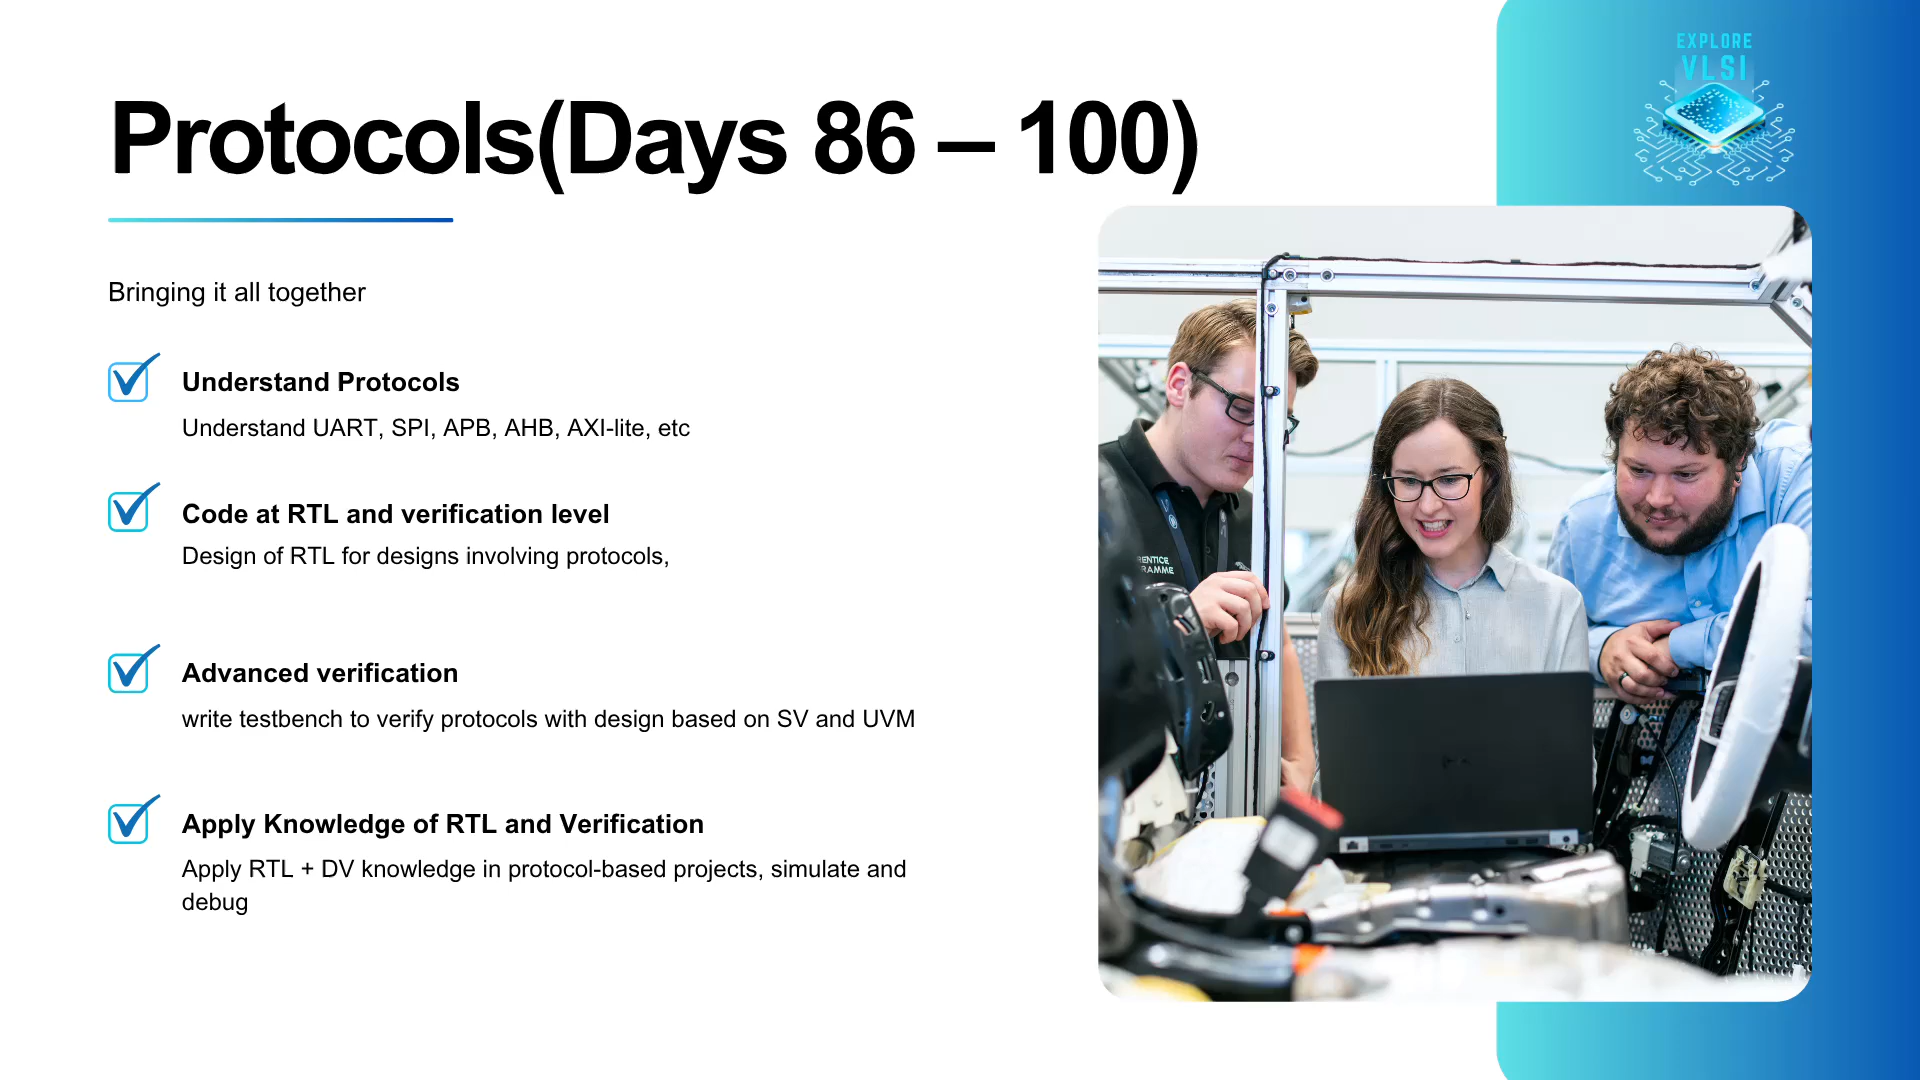 EXPLORE
VLSI
Protocols(Days 86 – 100)
Bringing it all together
Understand Protocols
Understand UART, SPI, APB, AHB, AXI-lite, etc
Code at RTL and verification level
Design of RTL for designs involving protocols,
Advanced verification
write testbench to verify protocols with design based on SV and UVM
Apply Knowledge of RTL and Verification
Apply RTL + DV knowledge in protocol-based projects, simulate and
debug
RENTICE
RAMME